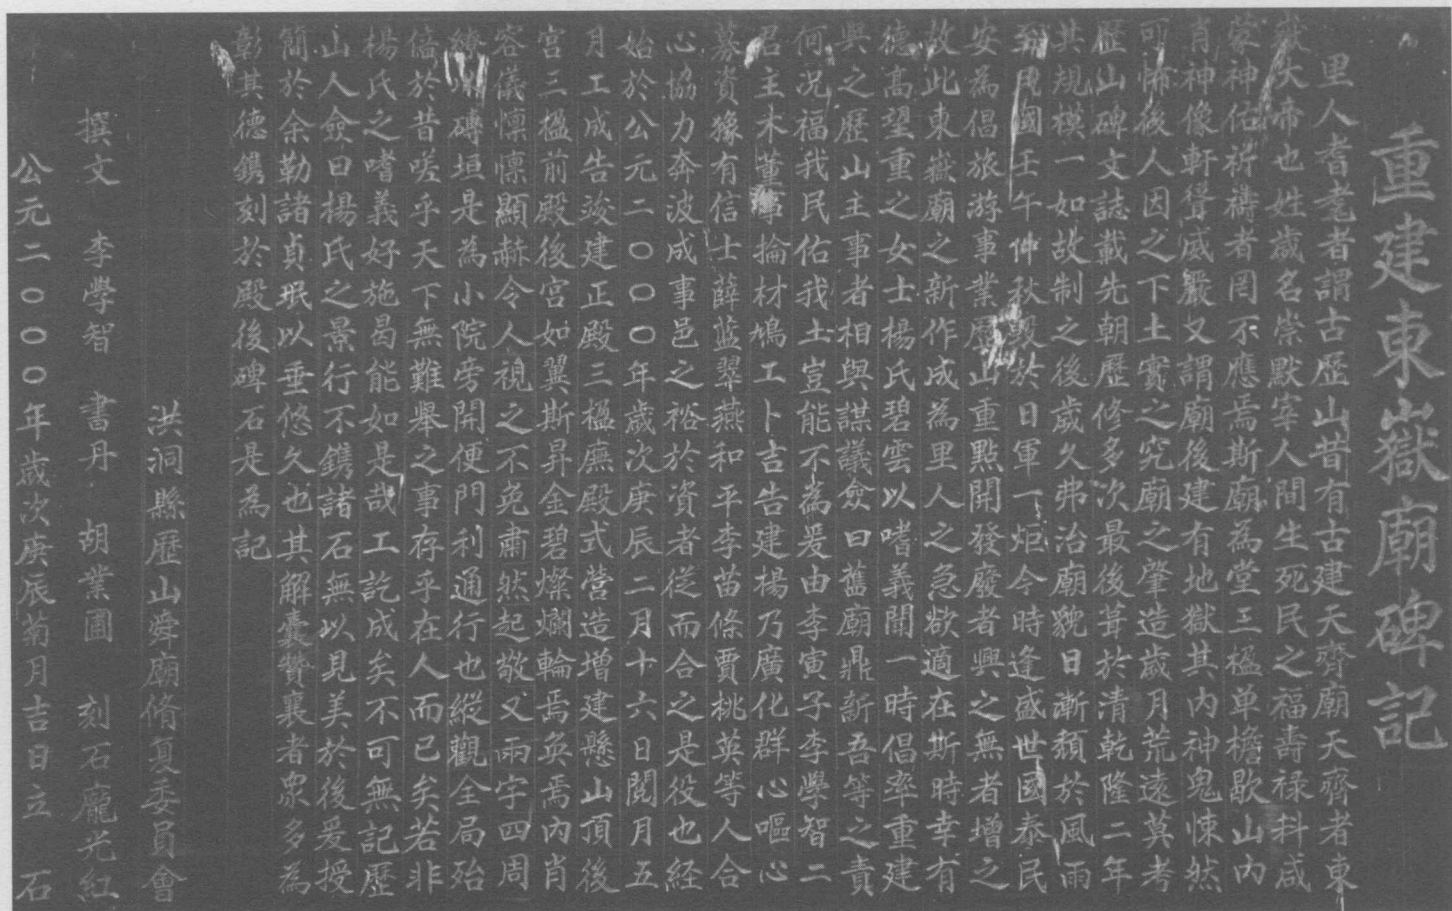 重建東嶽廟碑記
里人耆耄者謂古歷山昔有古建天齊廟天齊者東
嶽大帝也姓歲名崇默宰人間生死民之福壽禄科咸
蒙神佑祈禱者罔不應焉斯廟為堂三楹单檐歇山内
肖神像軒聳威嚴又謂廟後建有地獄其内神鬼悚然
可怖後人因之下土實之究廟之肇造歲月荒遠莫考
歷山碑文誌載先朝歷修多次最後葺於清乾隆二年
其規模一如故制之後歲久弗治廟貌日漸頹於風雨
民國壬午仲秋毁於日軍一炬今時逢盛世國泰民
安為倡旅游事業歷山重點開發廢者興之無者增之
故此東嶽廟之新作成為里人之急欲適在斯時幸有
德高望重之女士楊氏碧雲以嗜義聞一時倡率重建
與之歷山主事者相與謀議僉曰舊廟鼎新吾等之責
何況福我民佑我土豈能不為爰由李寅子李學智二
君主末董事掄材鳩工卜吉告建楊乃廣化群心嘔心
募資豫有信士薛蓝翠燕和平李苗條賈桃英等人合
心協力奔波成事邑之裕於資者從而合之是役也経
始於公元二〇〇〇年歲次庚辰二月十六日閲月五
月工成告竣建正殿三楹廡殿式营造增建懸山頂後
宫三楹前殿後宫如翼斯昇金碧燦爛輪焉奂焉内肖
容儀懔懔顯赫令人視之不免肅然起敬又兩宇四周
繚以磚垣是為小院旁開便門利通行也縱觀全局殆
倍於昔嗟乎天下無難舉之事存乎在人而已矣若非
楊氏之嗜義好施曷能如是哉工訖成矣不可無記歷
山人僉曰楊氏之景行不鐫諸石無以見美於後爰授
簡於余勒諸貞珉以垂悠久也其解囊贊襄者眾多為
彰其德鐫刻於殿後碑石是為記
洪洞縣歷山舜廟脩复委員會
撰文 李學智 書丹 胡業圃 刻石龐光紅
公元二〇〇〇年歲次庚辰菊月吉日立 石